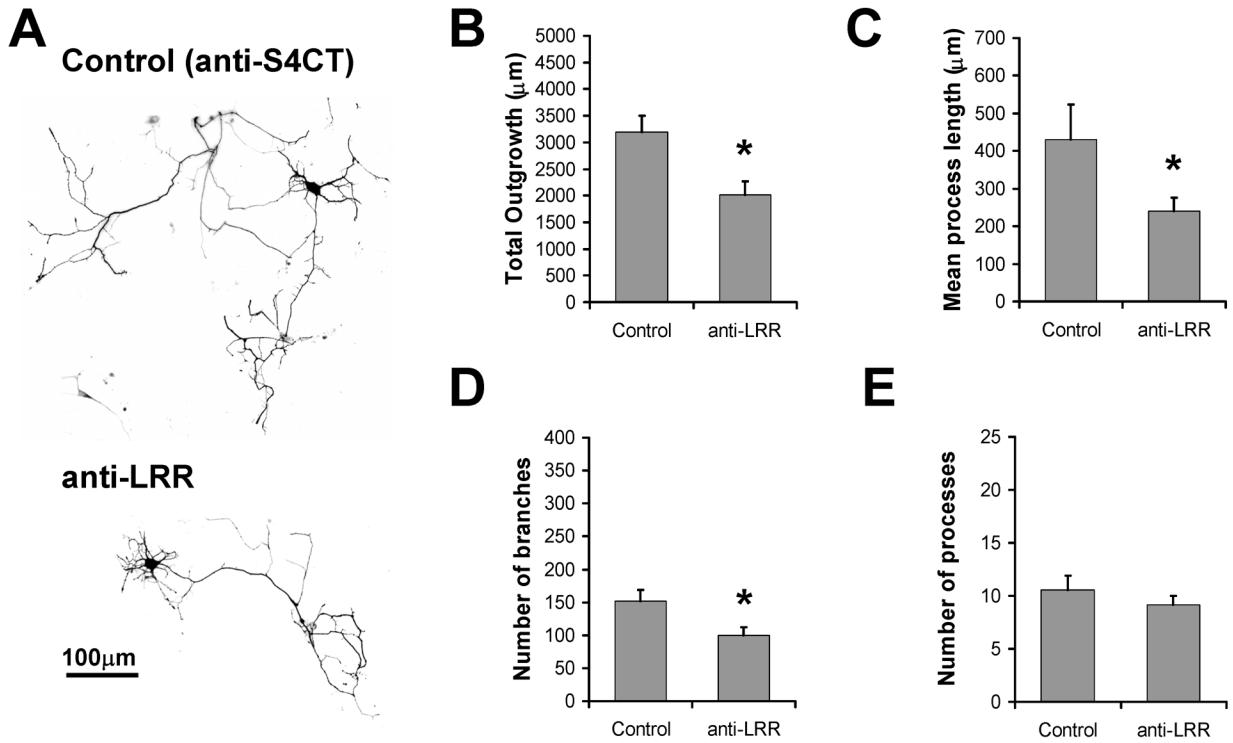 A
Control (anti-S4CT)
anti-LRR
100μm
B
Total Outgrowth (μm)
5000
4500
4000
3500
3000
2500
2000
1500
1000
500
0
*
Control
anti-LRR
C
Mean process length (μm)
700
600
500
400
300
200
100
0
*
Control
anti-LRR
D
Number of branches
400
350
300
250
200
150
100
50
0
*
Control
anti-LRR
E
Number of processes
25
20
15
10
5
0
Control
anti-LRR